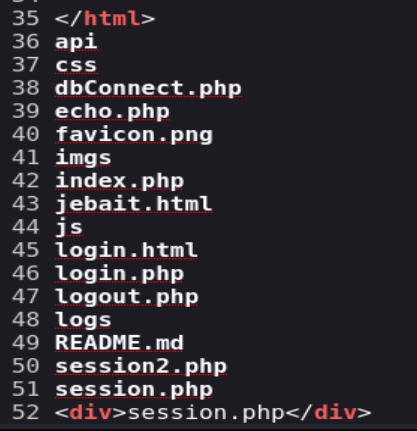 35 </html>
36 api
37 css
38 dbConnect.php
39 echo.php
40 favicon.png
41 imgs
42 index.php
43 jebait.html
44 js
45 login.html
46 login.php
47 logout.php
48 logs
49 README.md
50 session2.php
51 session.php
52 <div>session.php</div>